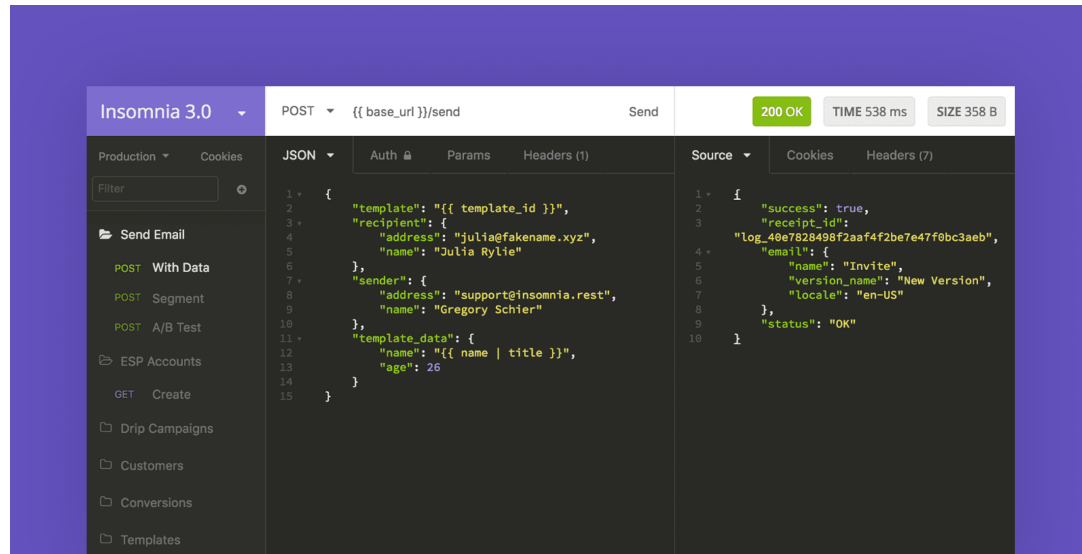 Insomnia 3.0
POST {{ base_url }}/send Send
200 OK TIME 538 ms SIZE 358 B
Production Cookies
Filter
Send Email
POST With Data
POST Segment
POST A/B Test
ESP Accounts
GET Create
Drip Campaigns
Customers
Conversions
Templates
JSON Auth Params Headers (1)
1 {
2 "template": "{{ template_id }}",
3 "recipient": {
4 "address": "julia@fakename.xyz",
5 "name": "Julia Rylie"
6 },
7 "sender": {
8 "address": "support@insomnia.rest",
9 "name": "Gregory Schier"
10 },
11 "template_data": {
12 "name": "{{ name | title }}",
13 "age": 26
14 }
15 }
Source Cookies Headers (7)
1 {
2 "success": true,
3 "receipt_id":
"log_40e7828498f2aaf4f2be7e47f0bc3aeb",
4 "email": {
5 "name": "Invite",
6 "version_name": "New Version",
7 "locale": "en-US"
8 },
9 "status": "OK"
10 }